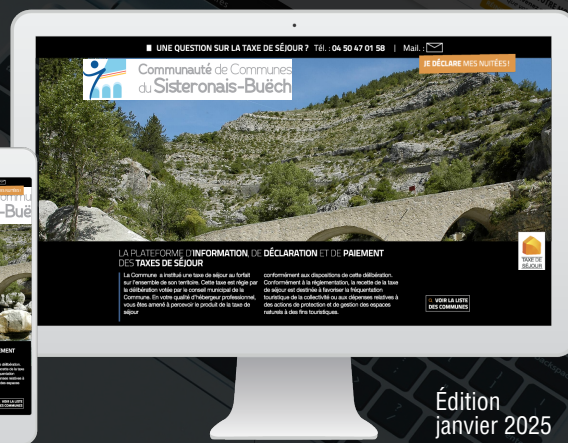 UNE QUESTION SUR LA TAXE DE SÉJOUR ? Tél. : 04 50 47 01 58 | Mail. :
JE DÉCLARE MES NUITÉES !
Communauté de Communes
du Sisteronais-Buëch
LA PLATEFORME D'INFORMATION, DE DÉCLARATION ET DE PAIEMENT
DES TAXES DE SÉJOUR
La Commune a institué une taxe de séjour au forfait
sur l'ensemble de son territoire. Cette taxe est régie par
la délibération votée par le conseil municipal de la
Commune. En votre qualité d'hébergeur professionnel,
vous êtes amené à percevoir le produit de la taxe de
séjour
conformément aux dispositions de cette délibération.
Conformément à la réglementation, la recette de la taxe
de séjour est destinée à favoriser la fréquentation
touristique de la collectivité ou aux dépenses relatives à
des actions de protection et de gestion des espaces
naturels à des fins touristiques.
TAXE DE
SÉJOUR
VOIR LA LISTE
DES COMMUNES
-Buë
VOIR LA LISTE
DES COMMUNES
Édition
janvier 2025